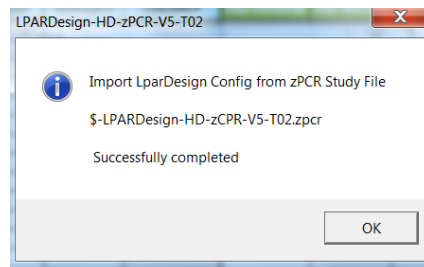 LPARDesign-HD-zPCR-V5-T02
Import LparDesign Config from zPCR Study File
$-LPARDesign-HD-zCPR-V5-T02.zpcr
Successfully completed
OK